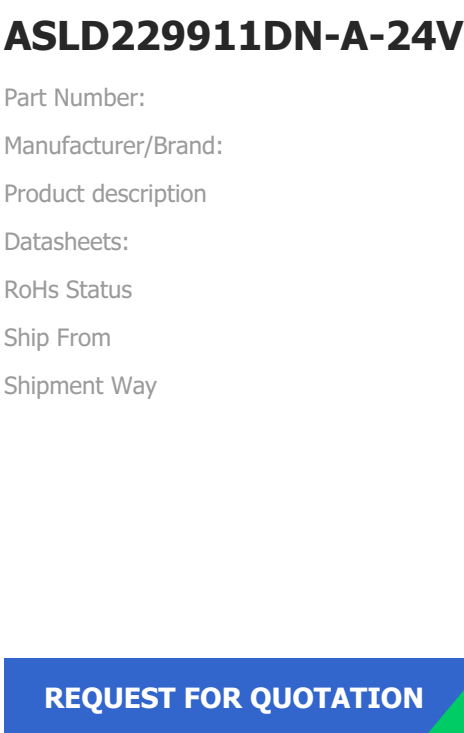 ASLD229911DN-A-24V
Part Number:
Manufacturer/Brand:
Product description
Datasheets:
RoHs Status
Ship From
Shipment Way
REQUEST FOR QUOTATION